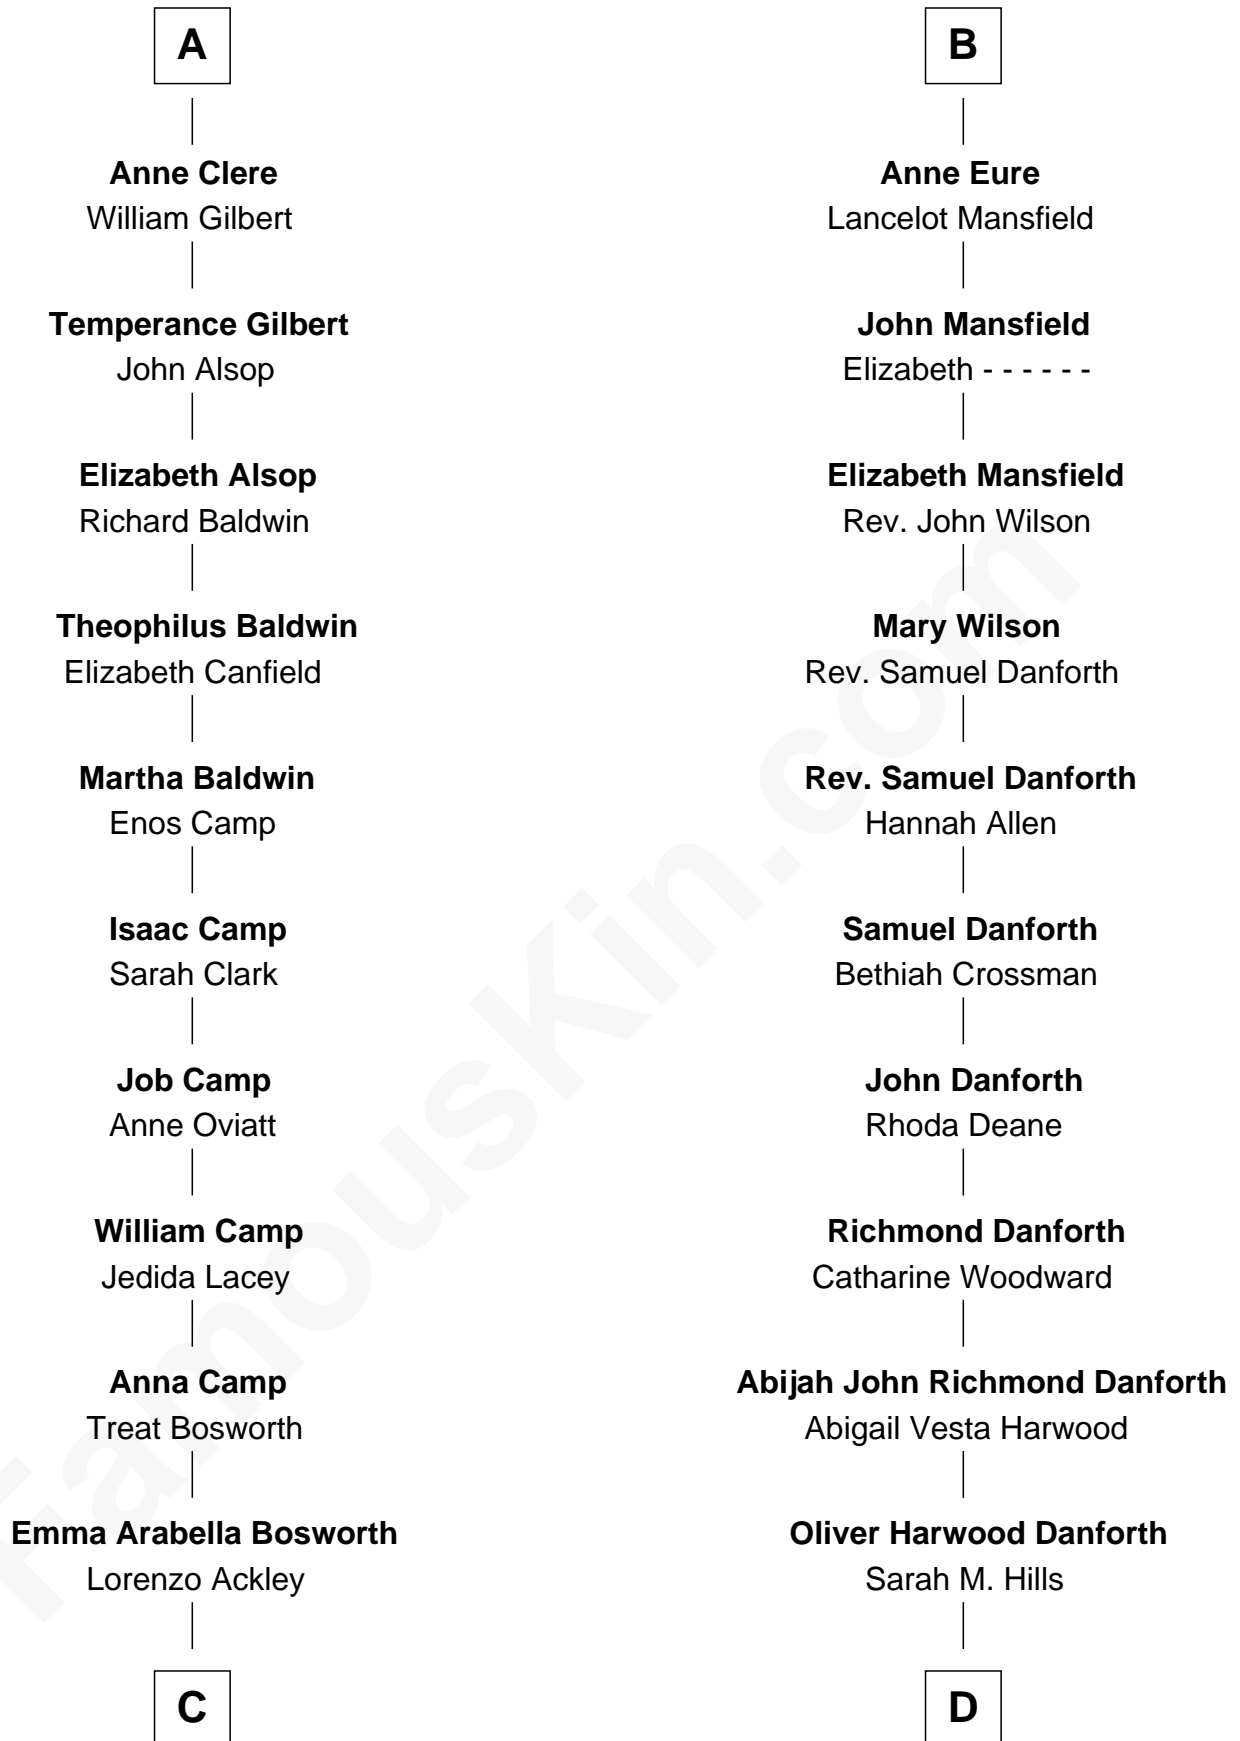 A
Anne Clere
William Gilbert
Temperance Gilbert
John Alsop
Elizabeth Alsop
Richard Baldwin
Theophilus Baldwin
Elizabeth Canfield
Martha Baldwin
Enos Camp
Isaac Camp
Sarah Clark
Job Camp
Anne Oviatt
William Camp
Jedida Lacey
Anna Camp
Treat Bosworth
Emma Arabella Bosworth
Lorenzo Ackley
C
B
Anne Eure
Lancelot Mansfield
John Mansfield
Elizabeth - - - - - -
Elizabeth Mansfield
Rev. John Wilson
Mary Wilson
Rev. Samuel Danforth
Rev. Samuel Danforth
Hannah Allen
Samuel Danforth
Bethiah Crossman
John Danforth
Rhoda Deane
Richmond Danforth
Catharine Woodward
Abijah John Richmond Danforth
Abigail Vesta Harwood
Oliver Harwood Danforth
Sarah M. Hills
D
FamousKin.com